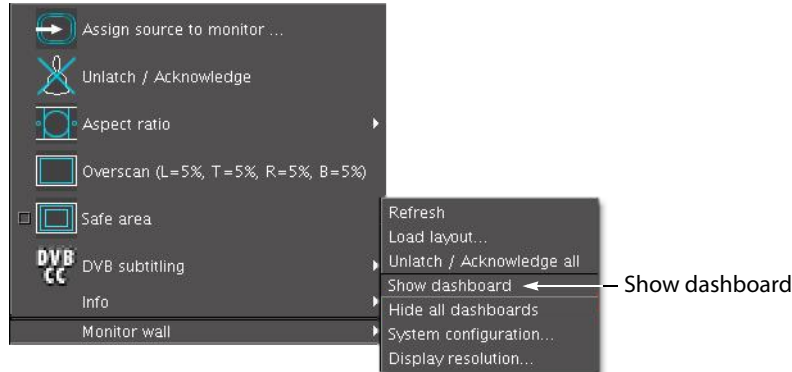 Assign source to monitor ...
Unlatch / Acknowledge
Aspect ratio
Overscan (L=5%, T=5%, R=5%, B=5%)
Safe area
DVB
CC
DVB subtitling
Info
Monitor wall
Refresh
Load layout...
Unlatch / Acknowledge all
Show dashboard
Hide all dashboards
System configuration...
Display resolution...
Show dashboard